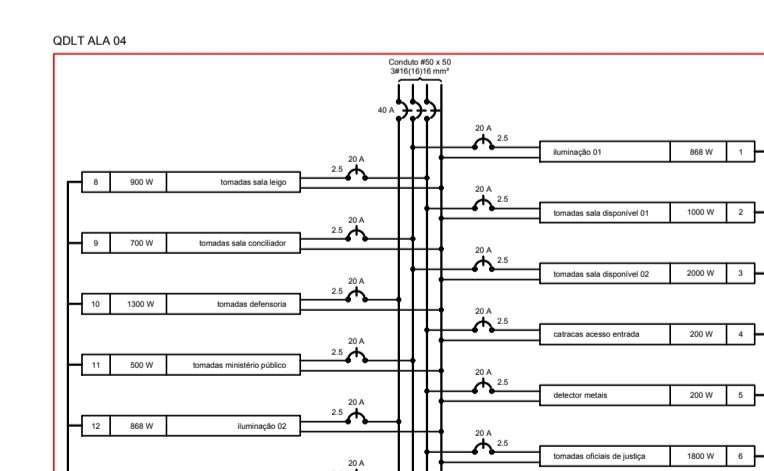 QDLT ALA 04
Conduto #50 x 50
3#16(16)16 mm²
40 A
20 A
2.5
iluminação 01 868 W 1
20 A
2.5
8 900 W tomadas sala leigo
20 A
2.5
tomadas sala disponível 01 1000 W 2
20 A
2.5
9 700 W tomadas sala conciliador
20 A
2.5
tomadas sala disponível 02 2000 W 3
20 A
2.5
10 1300 W tomadas defensoria
20 A
2.5
catracas acesso entrada 200 W 4
20 A
2.5
11 500 W tomadas ministério público
20 A
2.5
detector metais 200 W 5
20 A
2.5
12 868 W iluminação 02
20 A
2.5
tomadas oficiais de justiça 1800 W 6
20 A